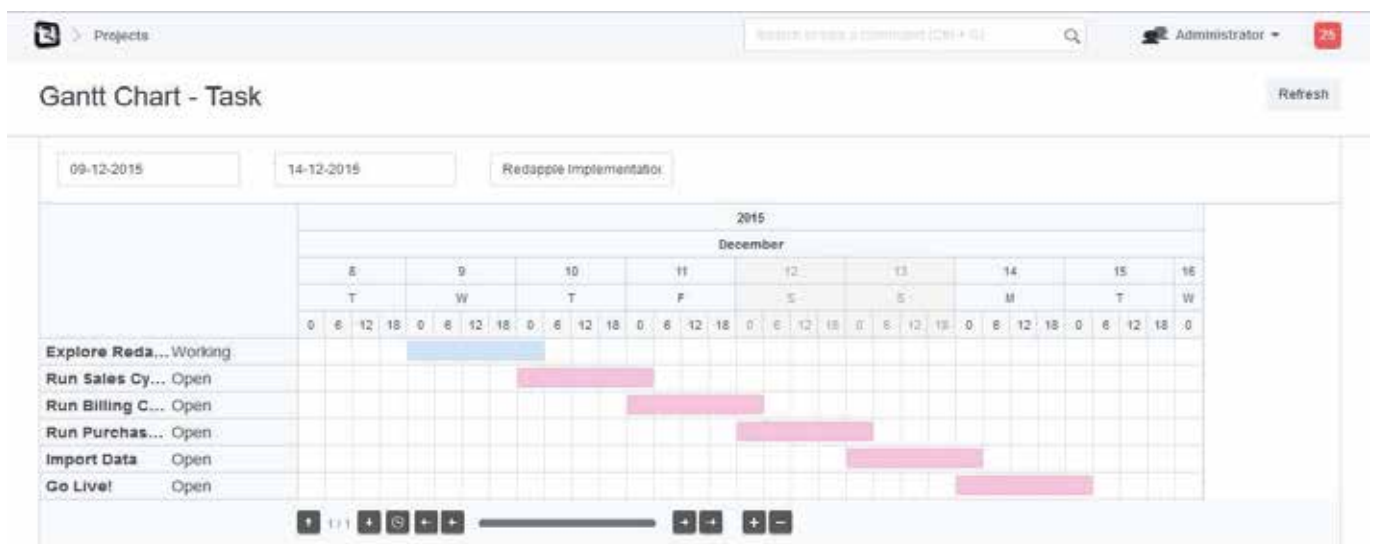 Projects
Administrator
25
Gantt Chart - Task
Refresh
09-12-2015 14-12-2015 Redapple Implementation
2015
December
8 9 10 11 12 13 14 15 16
T W T F S S M T W
0 6 12 18 0 6 12 18 0 6 12 18 0 6 12 18 0 6 12 18 0 6 12 18 0 6 12 18 0 6 12 18 0
Explore Reda... Working
Run Sales Cy... Open
Run Billing C... Open
Run Purchas... Open
Import Data Open
Go Live! Open
1 / 1